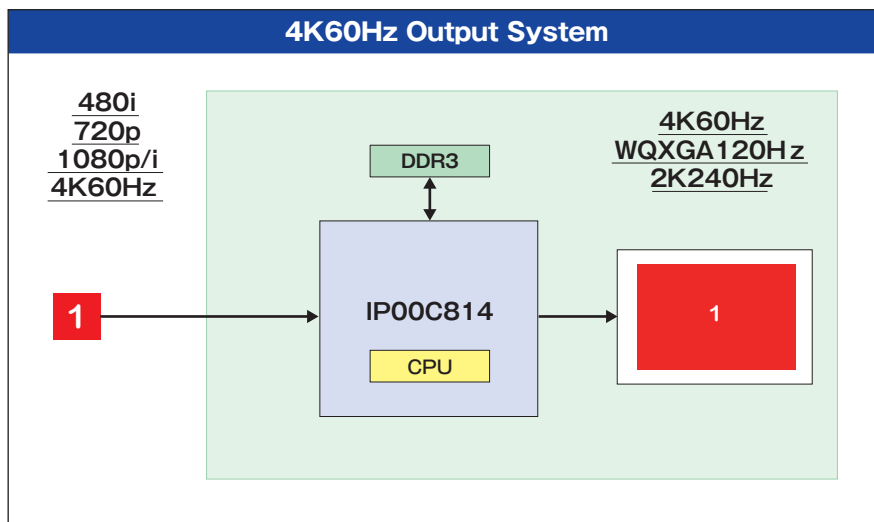 4K60Hz Output System
480i
720p
1080p/i
4K60Hz
DDR3
4K60Hz
WQXGA120Hz
2K240Hz
1
IP00C814
CPU
1